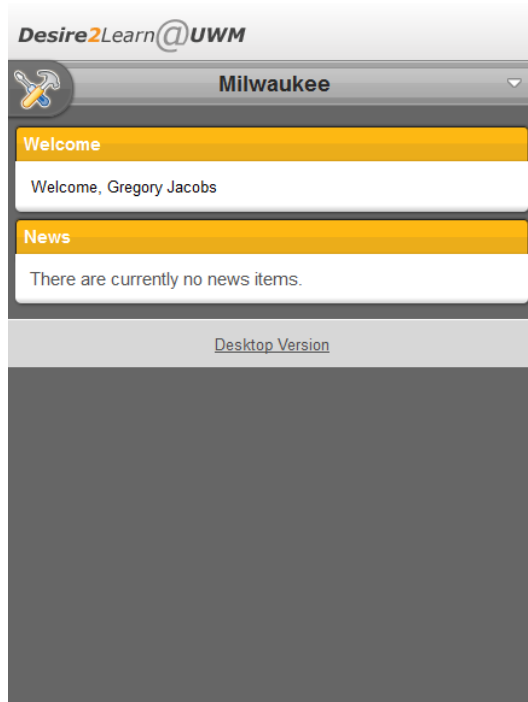 Desire2Learn@UWM
Milwaukee
Welcome
Welcome, Gregory Jacobs
News
There are currently no news items.
Desktop Version